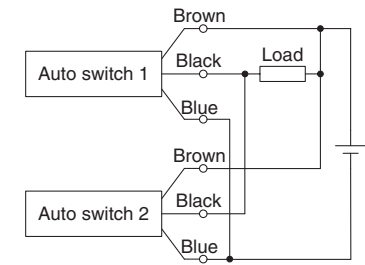 Brown
Auto switch 1
Black
Load
Blue
Brown
Auto switch 2
Black
Blue